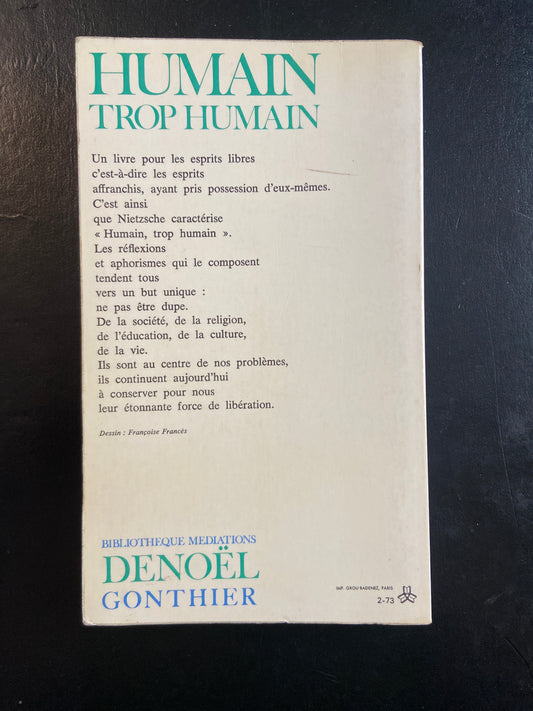 HUMAIN
TROP HUMAIN
Un livre pour les esprits libres
c'est-à-dire les esprits
affranchis, ayant pris possession d'eux-mêmes.
C'est ainsi
que Nietzsche caractérise
« Humain, trop humain ».
Les réflexions
et aphorismes qui le composent
tendent tous
vers un but unique :
ne pas être dupe.
De la société, de la religion,
de l'éducation, de la culture,
de la vie.
Ils sont au centre de nos problèmes,
ils continuent aujourd'hui
à conserver pour nous
leur étonnante force de libération.
Dessin : Françoise Francès
BIBLIOTHEQUE MEDIATIONS
DENOËL
GONTHIER
IMP. GROU-RADENEZ, PARIS
2-73